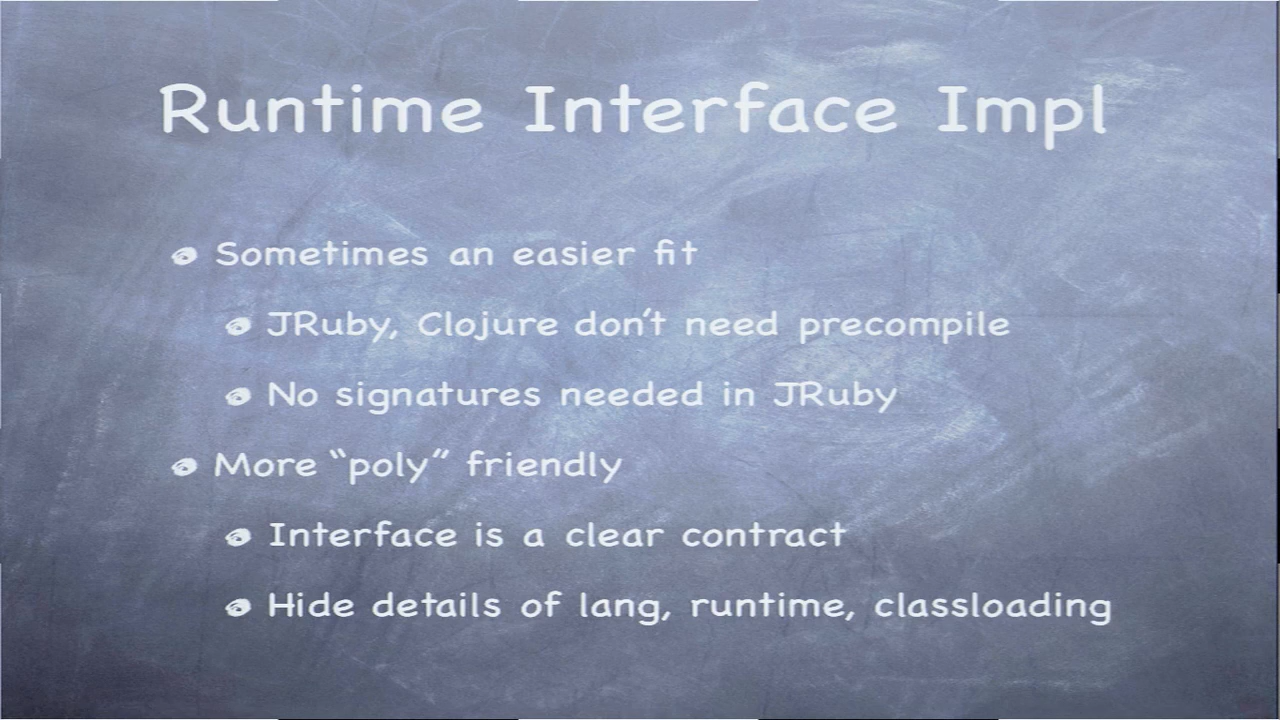 Runtime Interface Impl
Sometimes an easier fit
JRuby, Clojure don't need precompile
No signatures needed in JRuby
More “poly” friendly
Interface is a clear contract
Hide details of lang, runtime, classloading